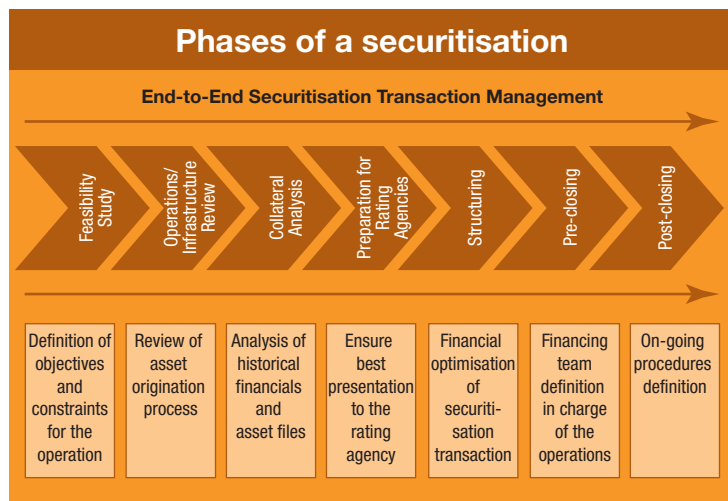 Phases of a securitisation
End-to-End Securitisation Transaction Management
Feasibility
Study
Operations/
Infrastructure
Review
Collateral
Analysis
Preparation for
Rating
Agencies
Structuring
Pre-closing
Post-closing
Definition of
objectives
and
constraints
for the
operation
Review of
asset
origination
process
Analysis of
historical
financials
and
asset files
Ensure
best
presentation
to the
rating
agency
Financial
optimisation
of
securiti-
sation
transaction
Financing
team
definition
in charge
of the
operations
On-going
procedures
definition